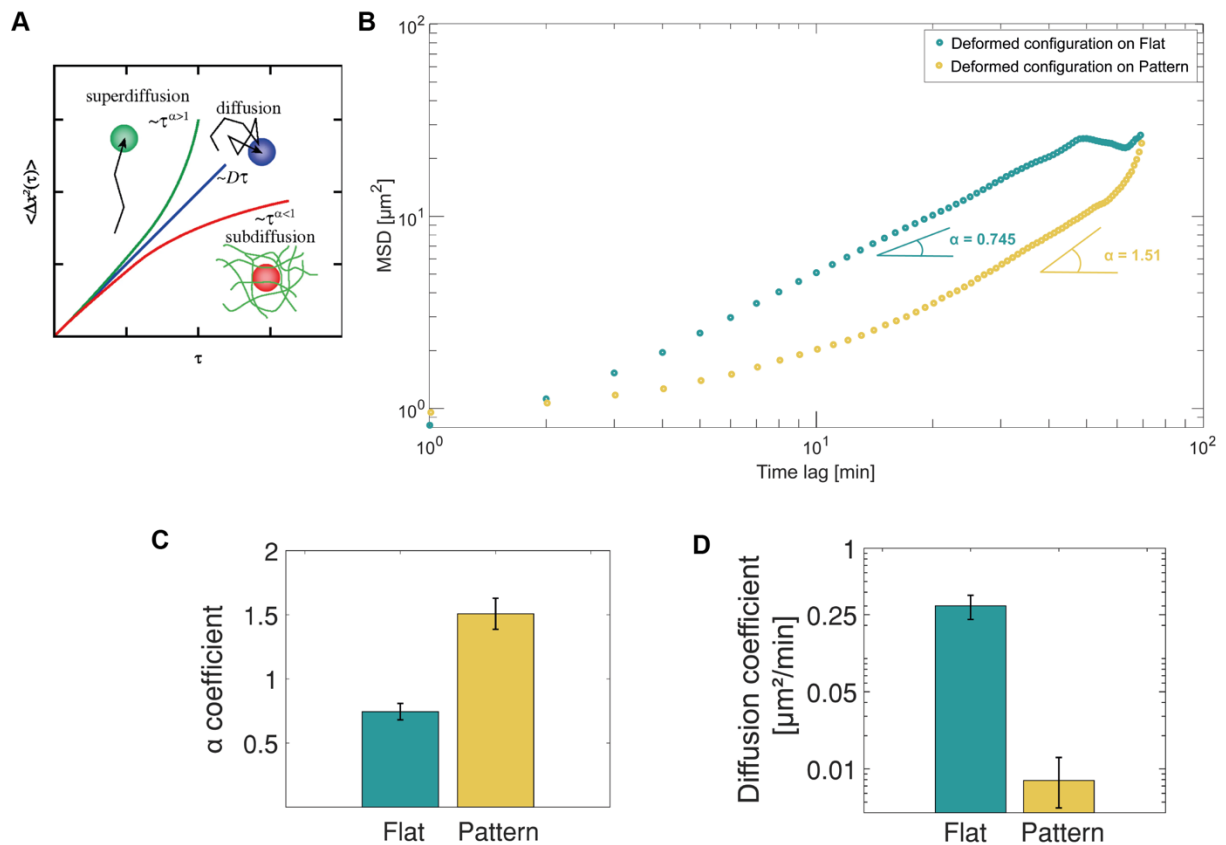 A
superdiffusion
~τ^α>1
diffusion
~Dτ
~τ^α<1
subdiffusion
<Δx²(τ)>
τ
B
Deformed configuration on Flat
Deformed configuration on Pattern
10²
10¹
10⁰
MSD [µm²]
α = 0.745
α = 1.51
10⁰ 10¹ 10²
Time lag [min]
C
2
1.5
1
0.5
α coefficient
Flat Pattern
D
1
0.25
0.05
0.01
Diffusion coefficient
[µm²/min]
Flat Pattern